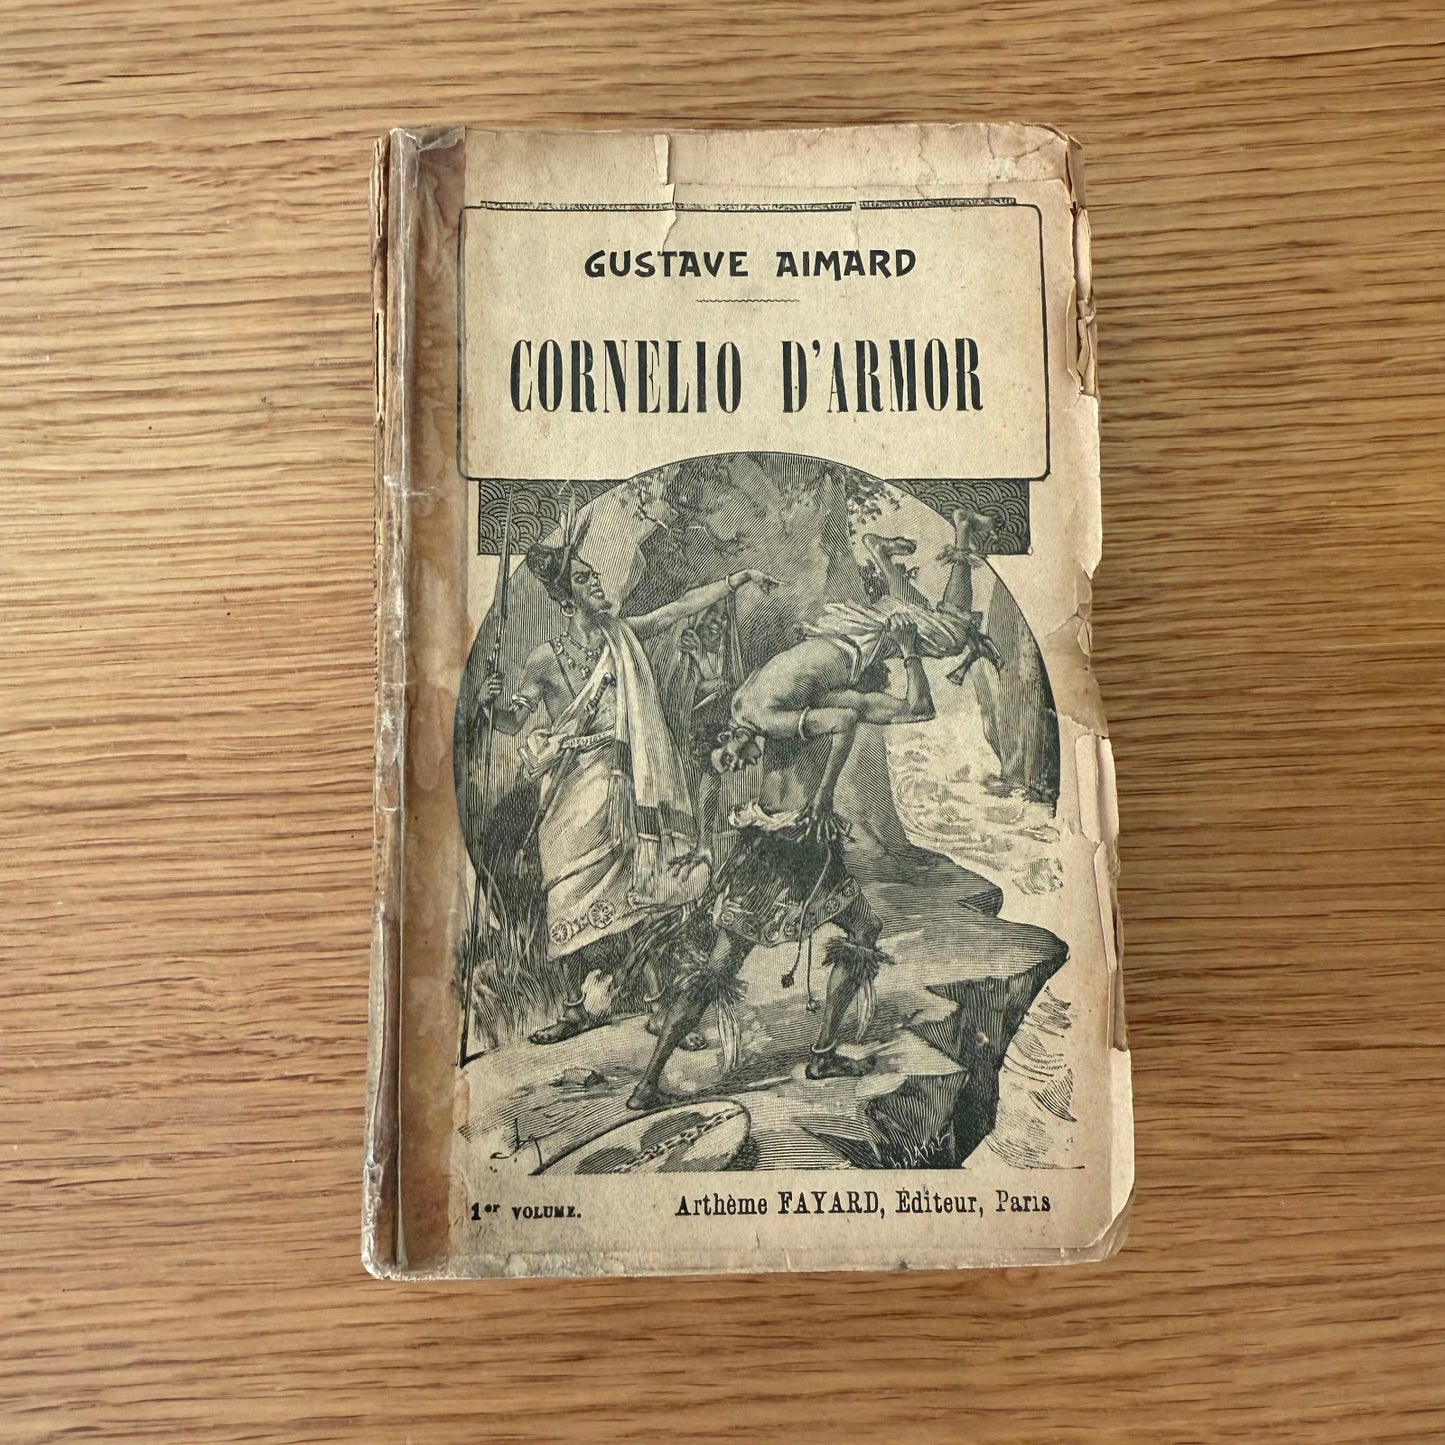 GUSTAVE AIMARD
CORNELIO D'ARMOR
1er VOLUME.
Arthème FAYARD, Éditeur, Paris